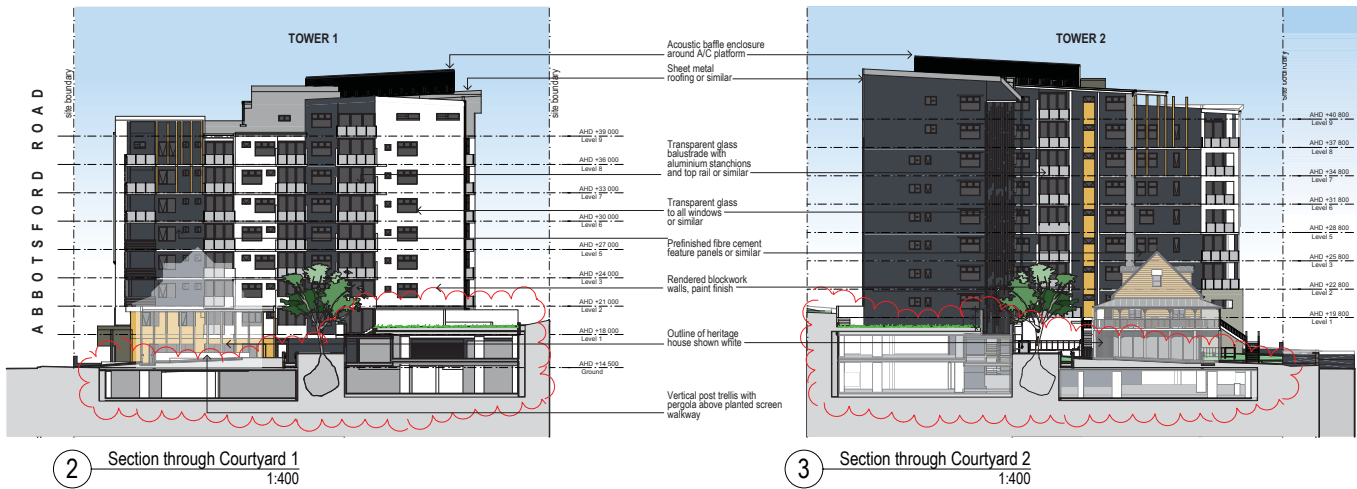 TOWER 1
ABBOTSFORD ROAD
site boundary
site boundary
AHD +39 000
Level 9
AHD +36 000
Level 8
AHD +33 000
Level 7
AHD +30 000
Level 6
AHD +27 000
Level 5
AHD +24 000
Level 3
AHD +21 000
Level 2
AHD +18 000
Level 1
AHD +14 500
Ground
Acoustic baffle enclosure
around A/C platform
Sheet metal
roofing or similar
Transparent glass
balustrade with
aluminium stanchions
and top rail or similar
Transparent glass
to all windows
or similar
Prefinished fibre cement
feature panels or similar
Rendered blockwork
walls, paint finish
Outline of heritage
house shown white
Vertical post trellis with
pergola above planted screen
walkway
TOWER 2
site boundary
AHD +40 800
Level 9
AHD +37 800
Level 8
AHD +34 800
Level 7
AHD +31 800
Level 6
AHD +28 800
Level 5
AHD +25 800
Level 3
AHD +22 800
Level 2
AHD +19 800
Level 1
2
Section through Courtyard 1
1:400
3
Section through Courtyard 2
1:400